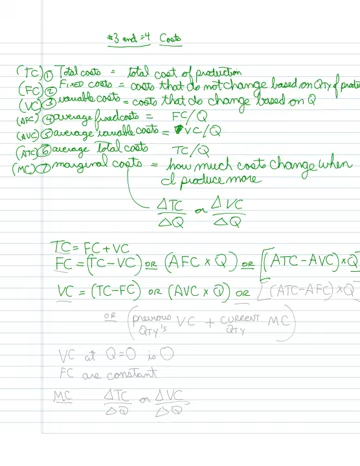 #3 and #4 Costs
(TC) ① Total costs = total cost of production
(FC) ② Fixed costs = costs that do not change based on QTY of
(VC) ③ variable costs = costs that do change based on Q
(AFC) ④ average fixed costs = FC/Q
(AVC) ⑤ average variable costs = VC/Q
(ATC) ⑥ average total costs TC/Q
(MC) ⑦ marginal costs = how much costs change when
I produce more
ΔTC/ΔQ or ΔVC/ΔQ
TC = FC + VC
FC = (TC - VC) OR (AFC x Q) OR [(ATC - AVC) x Q
VC = (TC - FC) OR (AVC x Q) OR [(ATC - AFC) x Q
OR (previous QTY's VC + current QTY MC)
VC at Q=0 is 0
FC are constant
MC ΔTC/ΔQ or ΔVC/ΔQ